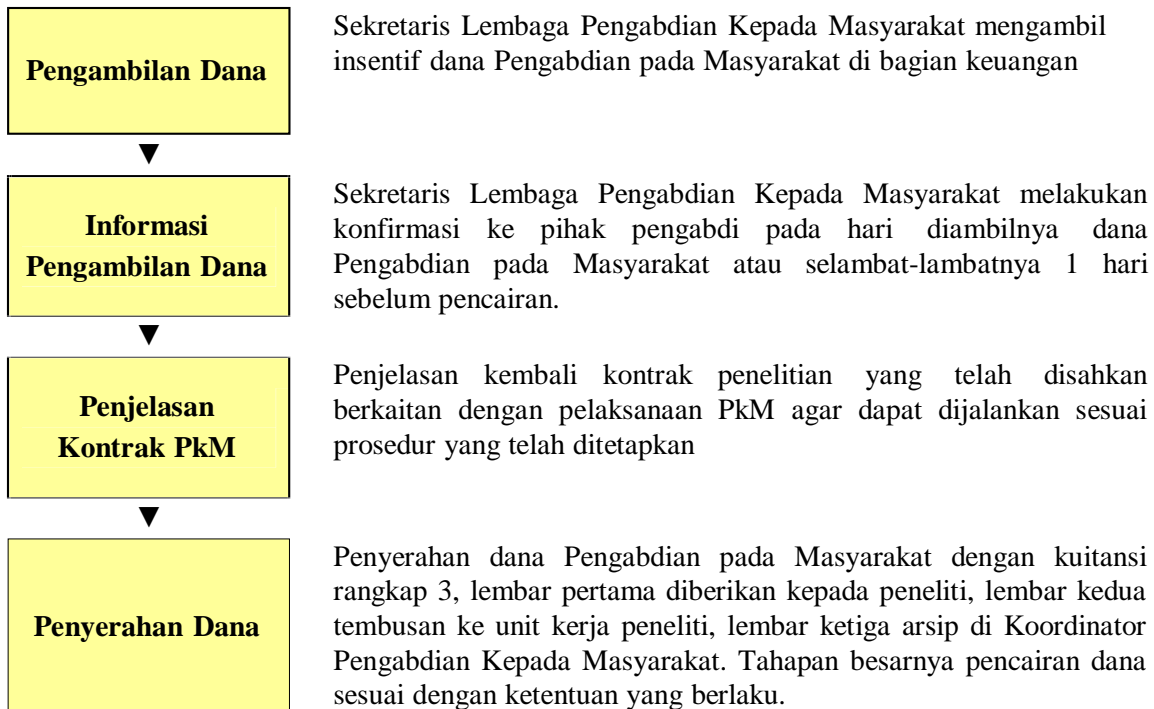 Pengambilan Dana
Sekretaris Lembaga Pengabdian Kepada Masyarakat mengambil
insentif dana Pengabdian pada Masyarakat di bagian keuangan
Informasi
Pengambilan Dana
Sekretaris Lembaga Pengabdian Kepada Masyarakat melakukan
konfirmasi ke pihak pengabdi pada hari diambilnya dana
Pengabdian pada Masyarakat atau selambat-lambatnya 1 hari
sebelum pencairan.
Penjelasan
Kontrak PkM
Penjelasan kembali kontrak penelitian yang telah disahkan
berkaitan dengan pelaksanaan PkM agar dapat dijalankan sesuai
prosedur yang telah ditetapkan
Penyerahan Dana
Penyerahan dana Pengabdian pada Masyarakat dengan kuitansi
rangkap 3, lembar pertama diberikan kepada peneliti, lembar kedua
tembusan ke unit kerja peneliti, lembar ketiga arsip di Koordinator
Pengabdian Kepada Masyarakat. Tahapan besarnya pencairan dana
sesuai dengan ketentuan yang berlaku.